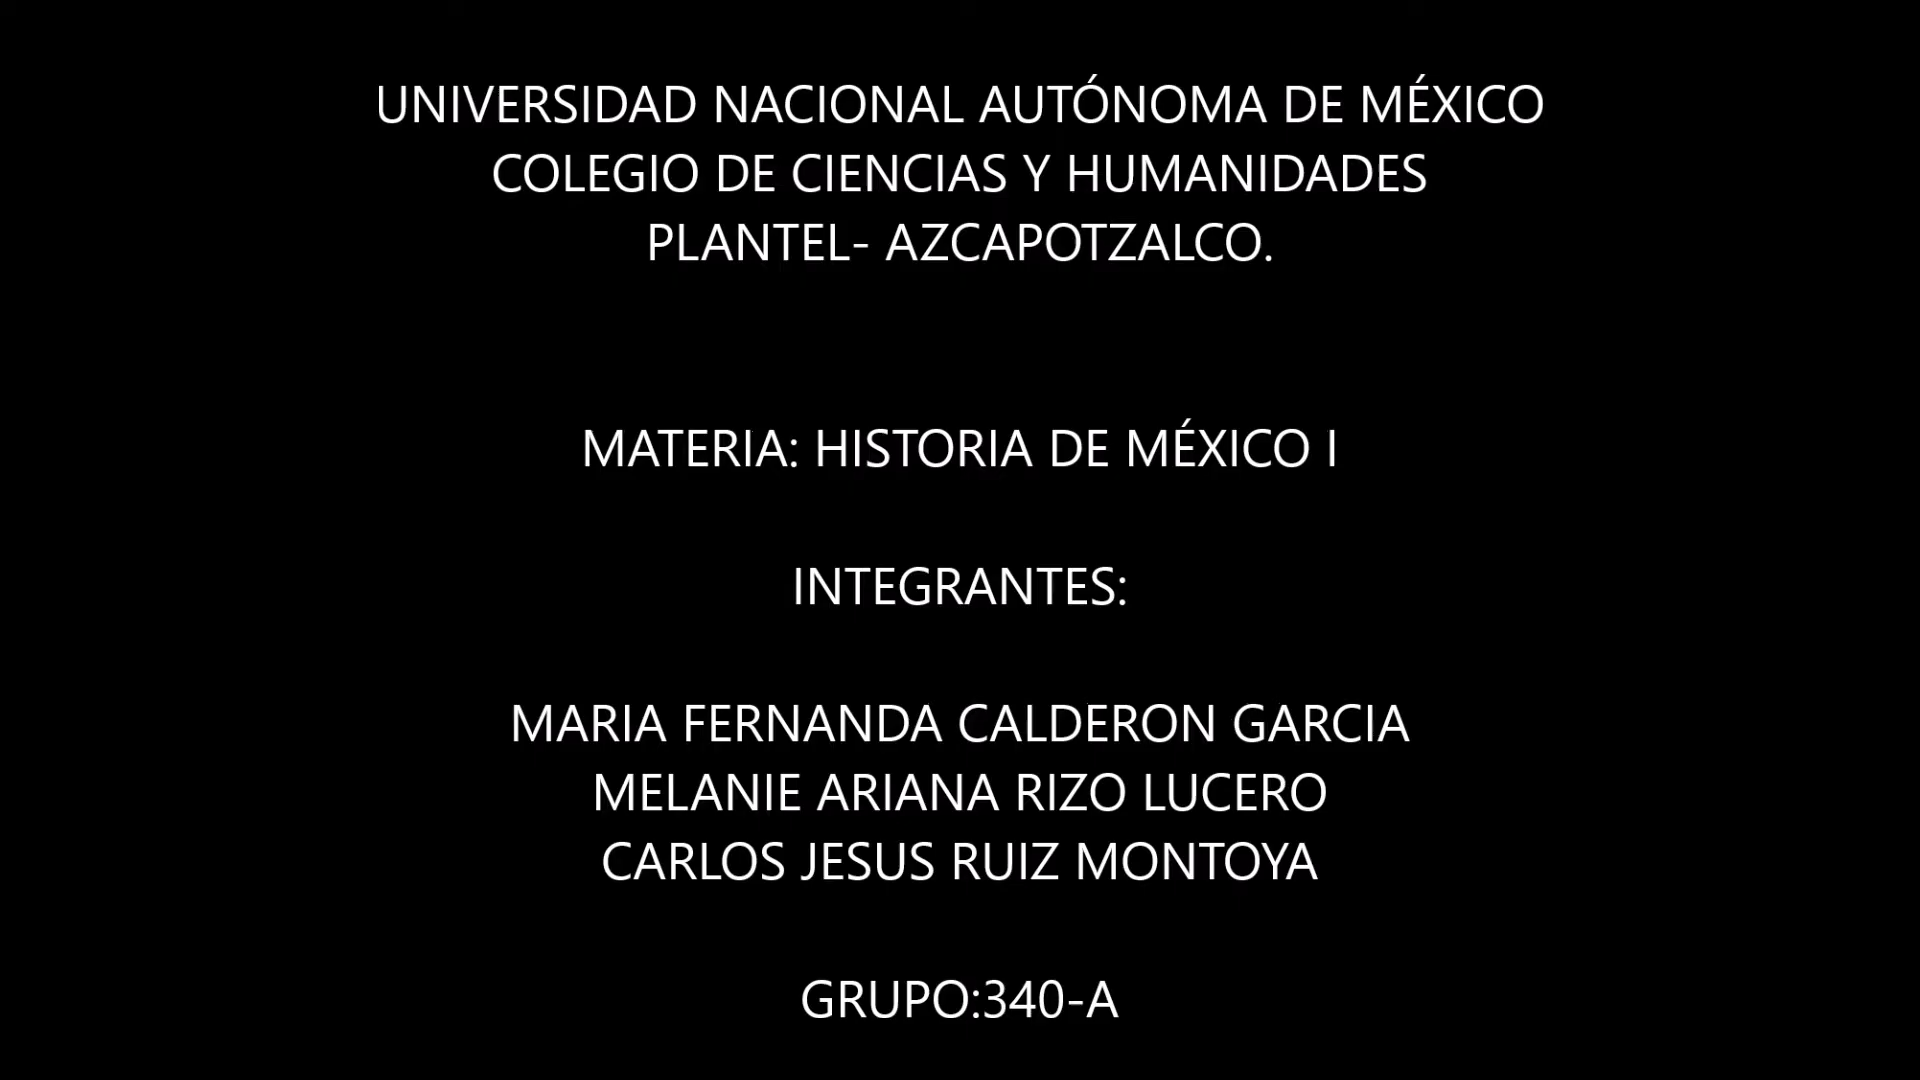 UNIVERSIDAD NACIONAL AUTÓNOMA DE MÉXICO
COLEGIO DE CIENCIAS Y HUMANIDADES
PLANTEL- AZCAPOTZALCO.
MATERIA: HISTORIA DE MÉXICO I
INTEGRANTES:
MARIA FERNANDA CALDERON GARCIA
MELANIE ARIANA RIZO LUCERO
CARLOS JESUS RUIZ MONTOYA
GRUPO:340-A